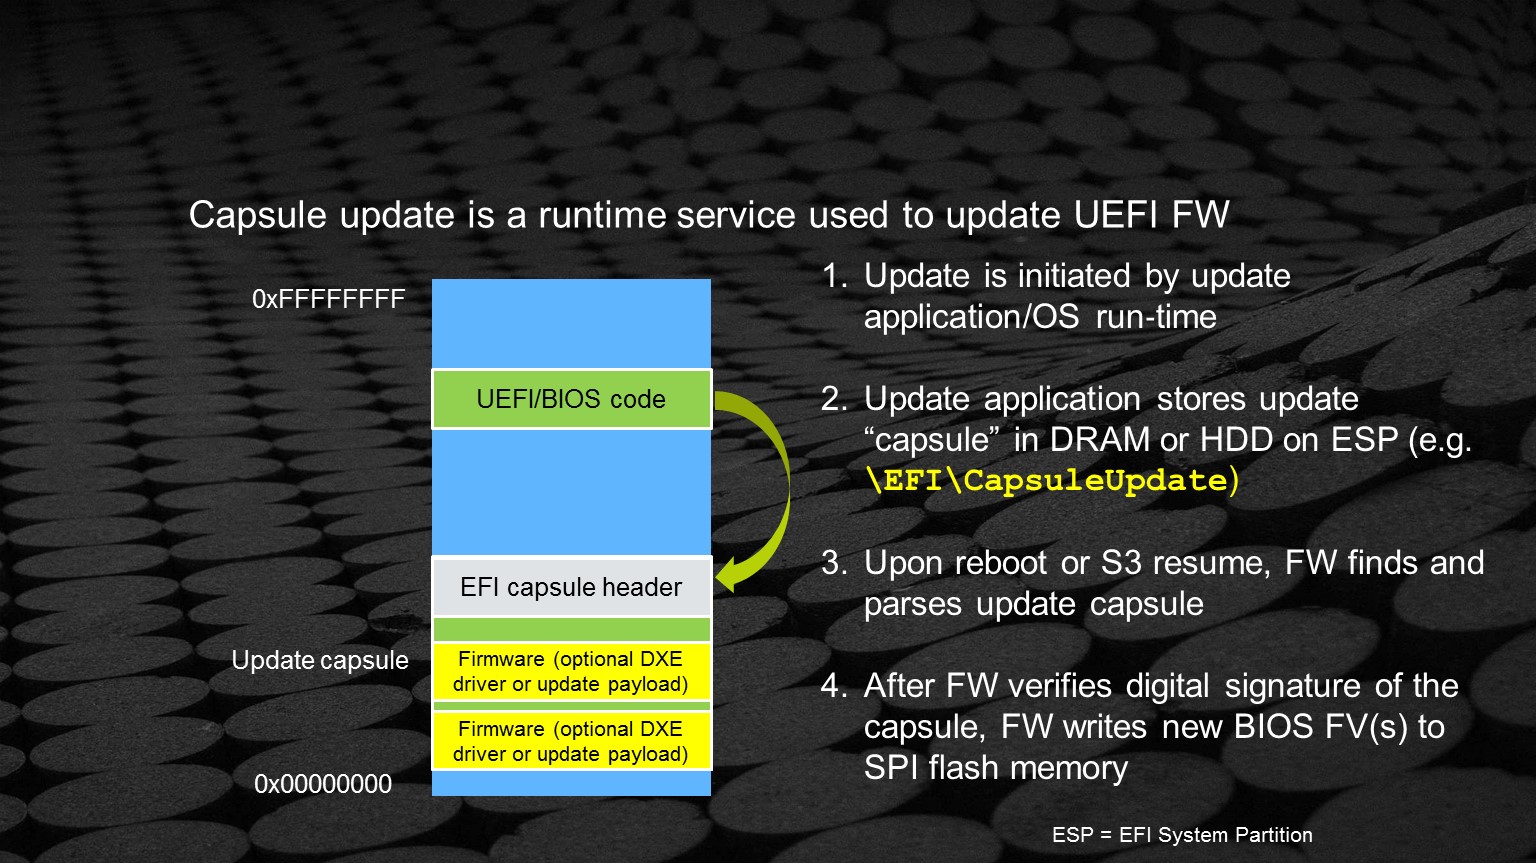 Capsule update is a runtime service used to update UEFI FW
0xFFFFFFFF
UEFI/BIOS code
EFI capsule header
Update capsule
Firmware (optional DXE
driver or update payload)
Firmware (optional DXE
driver or update payload)
0x00000000
1. Update is initiated by update
application/OS run-time
2. Update application stores update
“capsule” in DRAM or HDD on ESP (e.g.
\EFI\CapsuleUpdate)
3. Upon reboot or S3 resume, FW finds and
parses update capsule
4. After FW verifies digital signature of the
capsule, FW writes new BIOS FV(s) to
SPI flash memory
ESP = EFI System Partition